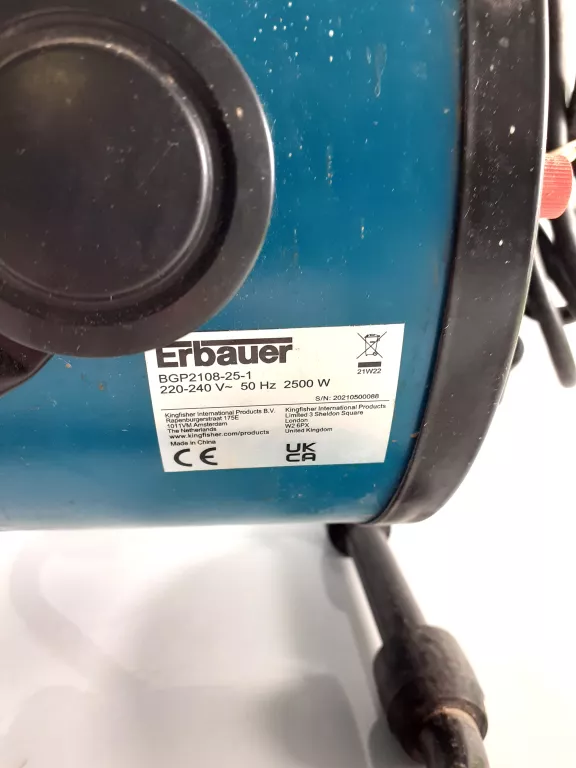 Erbauer
BGP2108-25-1
220-240 V~ 50 Hz 2500 W
21W22
S/N: 20210500088
Kingfisher International Products B.V.
Rapenburgerstraat 175E
1011VM Amsterdam
The Netherlands
www.kingfisher.com/products
Made in China
CE
Kingfisher International Products
Limited 3 Sheldon Square
London
W2 6PX
United Kingdom
UK
CA